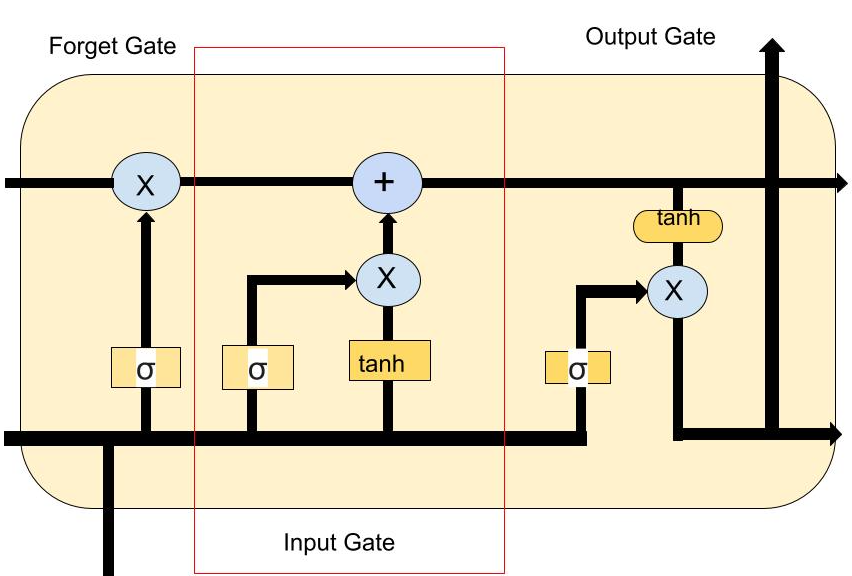 Forget Gate
Output Gate
X
+
tanh
X
X
σ
σ
tanh
σ
Input Gate